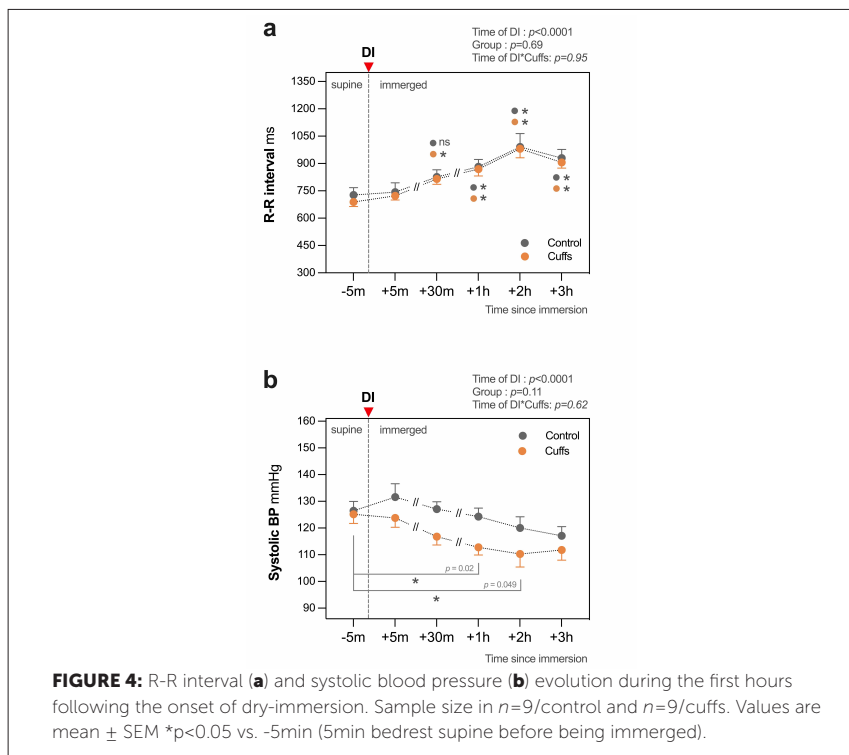 a
Time of DI : p<0.0001
Group : p=0.69
Time of DI*Cuffs: p=0.95
DI
supine immerged
R-R interval ms
1350
1200
1050
900
750
600
450
300
ns
*
*
*
*
*
*
*
Control
Cuffs
-5m +5m +30m +1h +2h +3h
Time since immersion
b
Time of DI : p<0.0001
Group : p=0.11
Time of DI*Cuffs: p=0.62
DI
supine immerged
Systolic BP mmHg
160
150
140
130
120
110
100
90
Control
Cuffs
p = 0.02
*
p = 0.049
*
-5m +5m +30m +1h +2h +3h
Time since immersion
FIGURE 4: R-R interval (a) and systolic blood pressure (b) evolution during the first hours
following the onset of dry-immersion. Sample size in n=9/control and n=9/cuffs. Values are
mean ± SEM *p<0.05 vs. -5min (5min bedrest supine before being immerged).